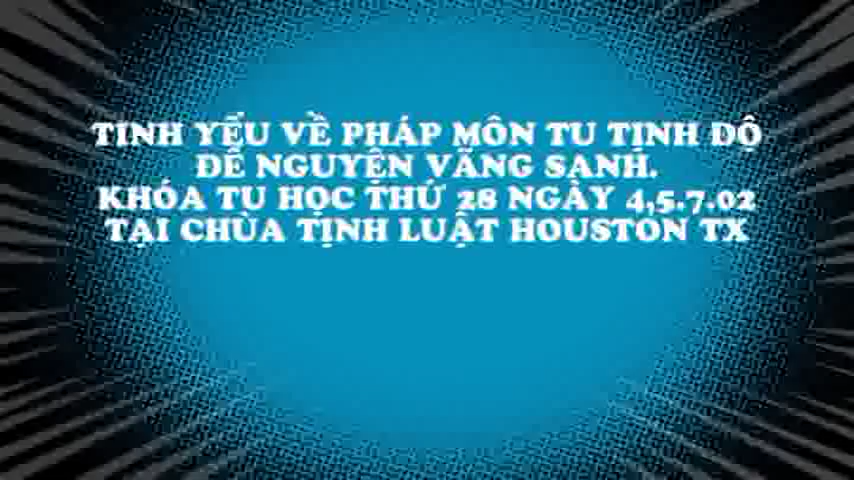 TINH YẾU VỀ PHÁP MÔN TU TỊNH ĐỘ
ĐỂ NGUYỆN VÃNG SANH.
KHÓA TU HỌC THỨ 28 NGÀY 4,5.7.02
TẠI CHÙA TỊNH LUẬT HOUSTON TX